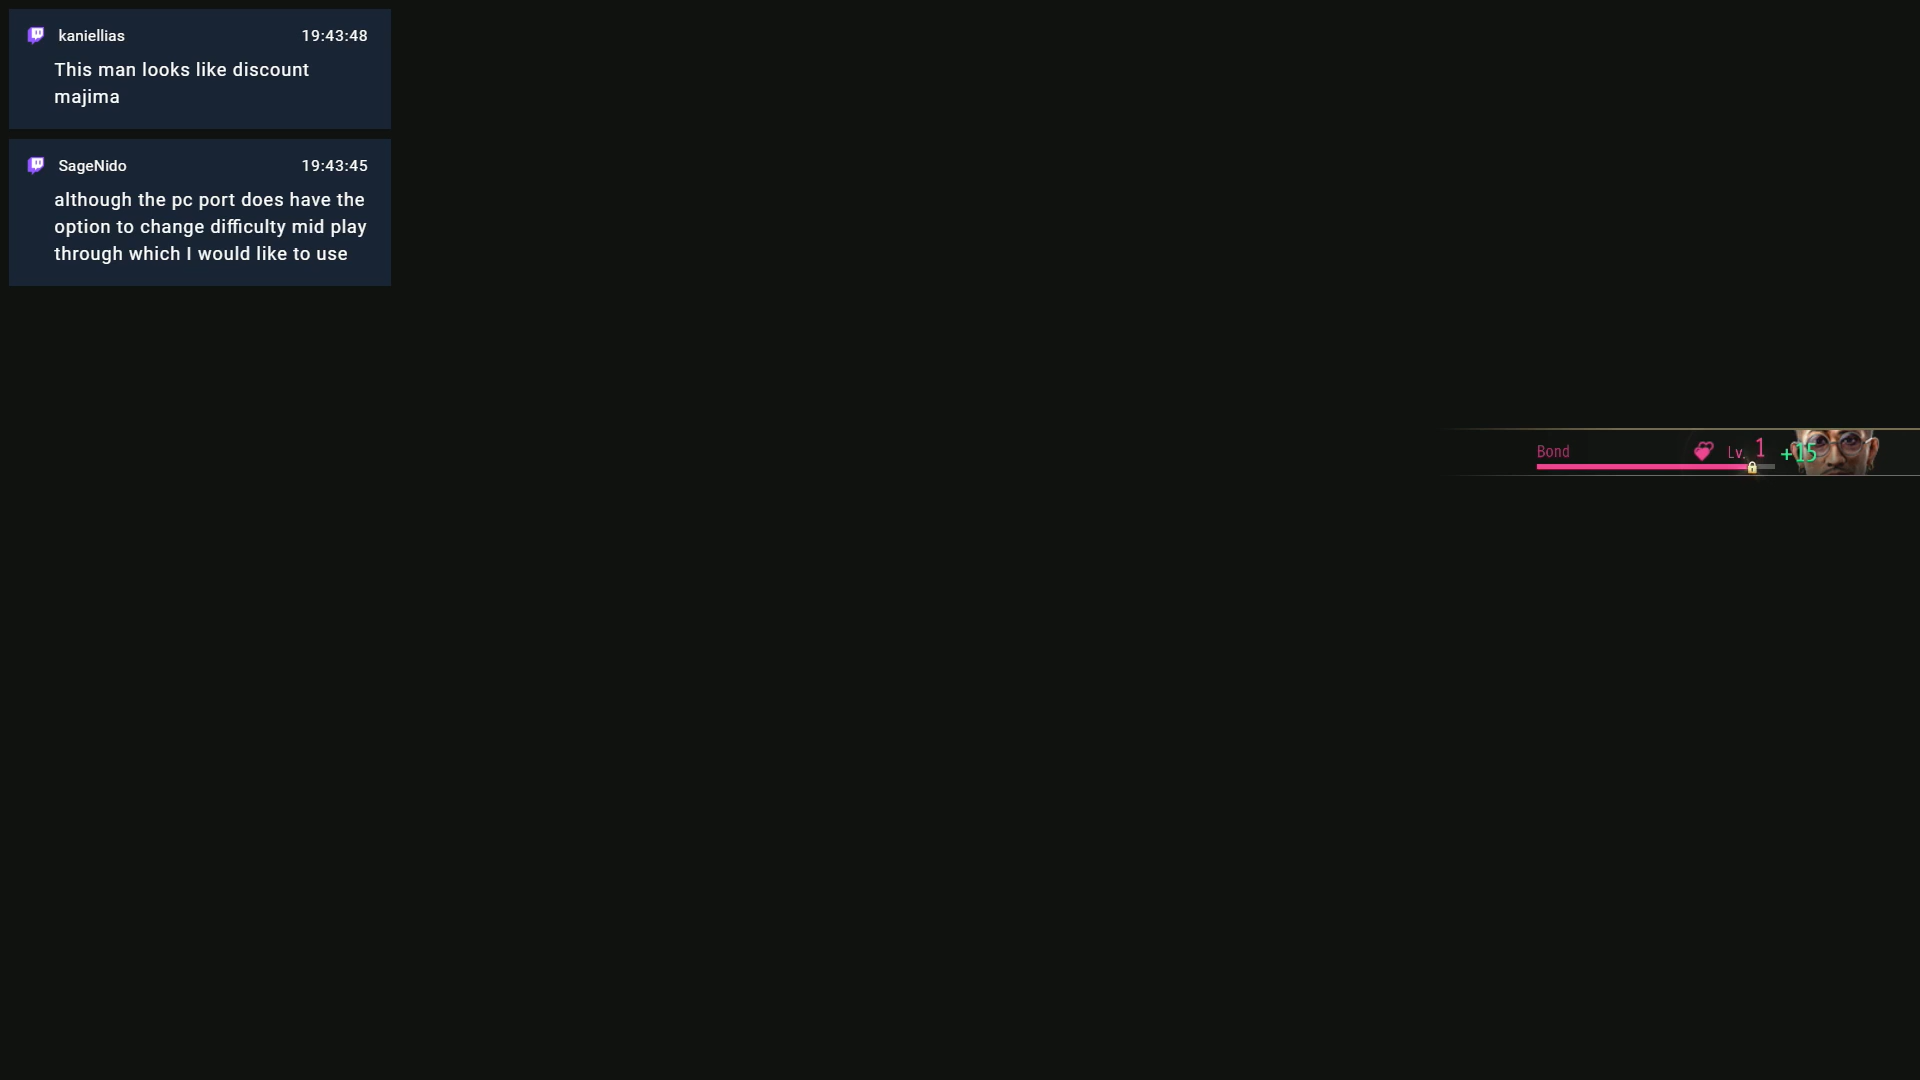 kaniellias 19:43:48
This man looks like discount
majima
SageNido 19:43:45
although the pc port does have the
option to change difficulty mid play
through which I would like to use
Bond Lv. 1 +15